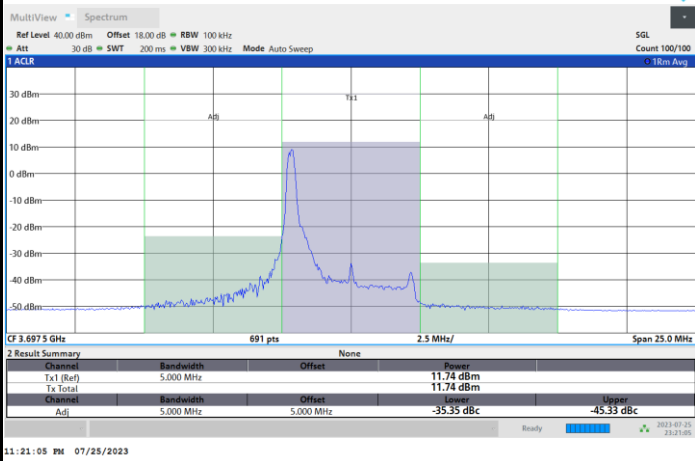 MultiView Spectrum
Ref Level 40.00 dBm Offset 18.00 dB RBW 100 kHz SGL
Att 30 dB SWT 200 ms VBW 300 kHz Mode Auto Sweep Count 100/100
1 ACLR 1Rm Avg
30 dBm
Tx1
20 dBm
Adj Adj
10 dBm
0 dBm
-10 dBm
-20 dBm
-30 dBm
-40 dBm
-50 dBm
CF 3.6975 GHz 691 pts 2.5 MHz/ Span 25.0 MHz
2 Result Summary None
Channel Bandwidth Offset Power
Tx1 (Ref) 5.000 MHz 11.74 dBm
Tx Total 11.74 dBm
Channel Bandwidth Offset Lower Upper
Adj 5.000 MHz 5.000 MHz -35.35 dBc -45.33 dBc
Ready 2023-07-25
23:21:05
11:21:05 PM 07/25/2023